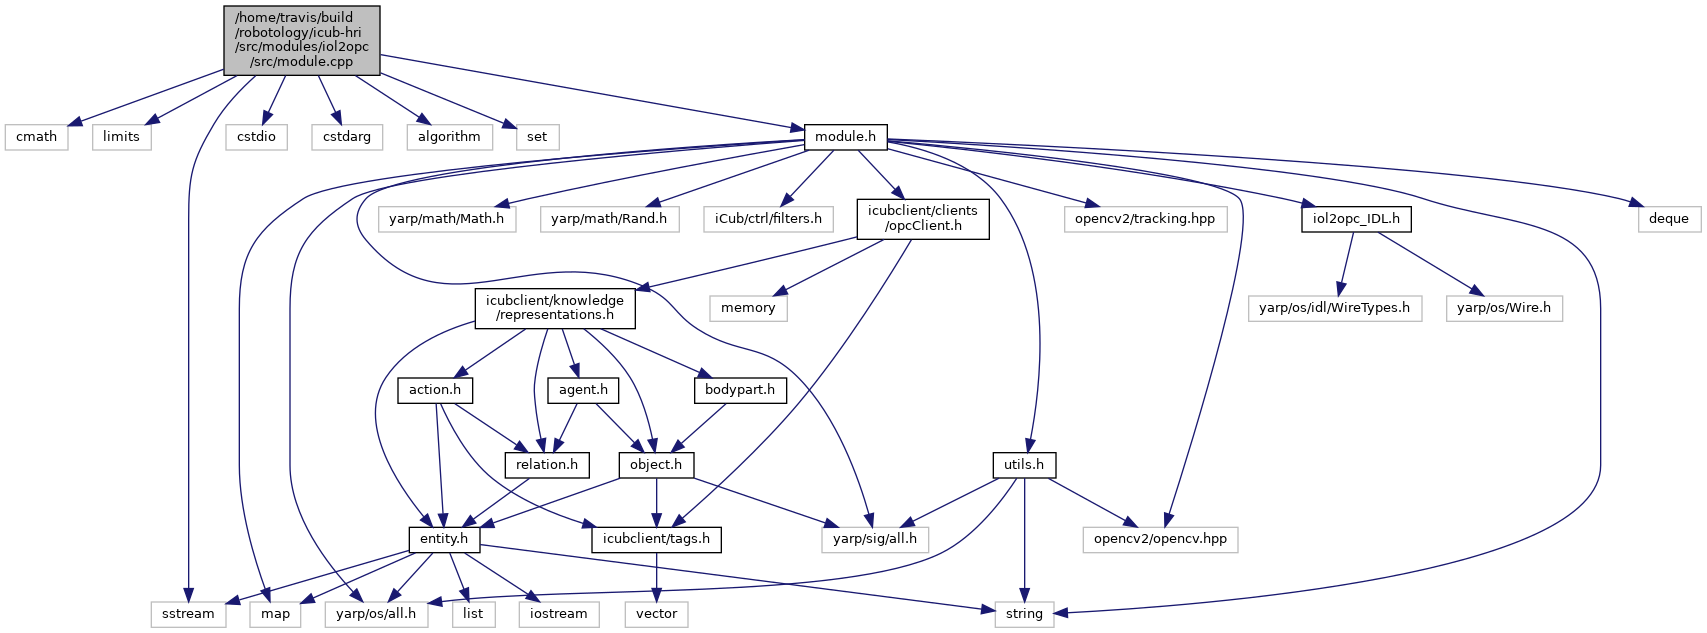 /home/travis/build
/robotology/icub-hri
/src/modules/iol2opc
/src/module.cpp
cmath
limits
cstdio
cstdarg
algorithm
set
module.h
yarp/math/Math.h
yarp/math/Rand.h
iCub/ctrl/filters.h
icubclient/clients
/opcClient.h
opencv2/tracking.hpp
iol2opc_IDL.h
deque
icubclient/knowledge
/representations.h
memory
yarp/os/idl/WireTypes.h
yarp/os/Wire.h
action.h
agent.h
bodypart.h
relation.h
object.h
utils.h
entity.h
icubclient/tags.h
yarp/sig/all.h
opencv2/opencv.hpp
sstream
map
yarp/os/all.h
list
iostream
vector
string